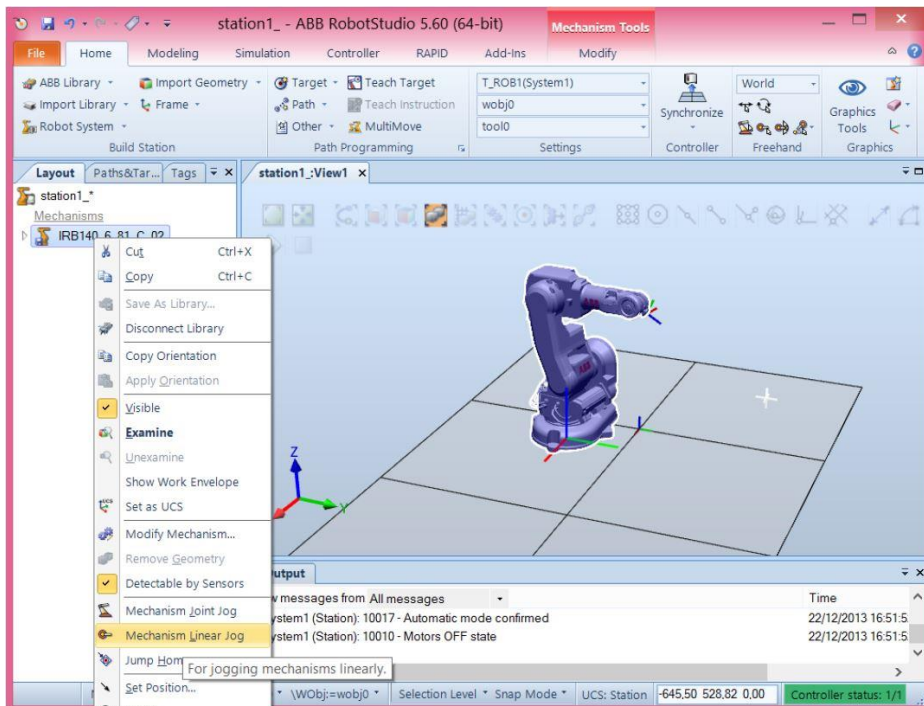 station1_ - ABB RobotStudio 5.60 (64-bit)
Mechanism Tools
File Home Modeling Simulation Controller RAPID Add-Ins Modify
ABB Library
Import Geometry
Import Library
Frame
Robot System
Build Station
Target
Teach Target
Path
Teach Instruction
Other
MultiMove
Path Programming
T_ROB1(System1)
wobj0
tool0
Settings
Synchronize
Controller
World
Freehand
Graphics
Tools
Graphics
Layout Paths&Tar... Tags
station1_:View1
station1_*
Mechanisms
IRB140_6_81_C_02
Cut Ctrl+X
Copy Ctrl+C
Save As Library...
Disconnect Library
Copy Orientation
Apply Orientation
Visible
Examine
Unexamine
Show Work Envelope
Set as UCS
Modify Mechanism...
Remove Geometry
Detectable by Sensors
Mechanism Joint Jog
Mechanism Linear Jog
Jump Hom
For jogging mechanisms linearly.
Set Position...
Z
Y
utput
w messages from All messages
Time
ystem1 (Station): 10017 - Automatic mode confirmed 22/12/2013 16:51:5
ystem1 (Station): 10010 - Motors OFF state 22/12/2013 16:51:5
\WObj:=wobj0 Selection Level Snap Mode UCS: Station -645,50 528,82 0,00 Controller status: 1/1